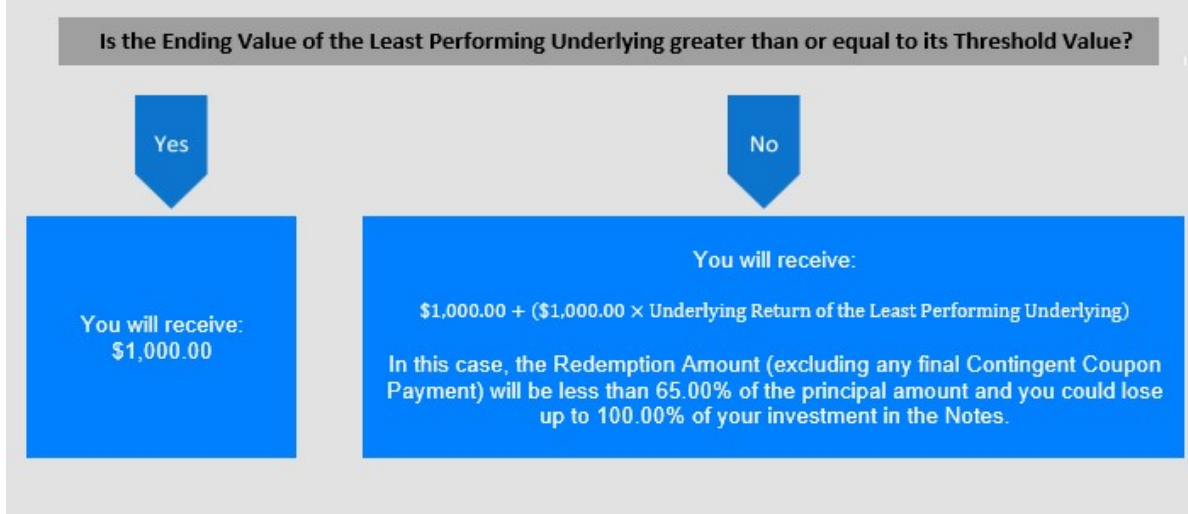 Is the Ending Value of the Least Performing Underlying greater than or equal to its Threshold Value?
Yes
No
You will receive:
$1,000.00
You will receive:
$1,000.00 + ($1,000.00 × Underlying Return of the Least Performing Underlying)
In this case, the Redemption Amount (excluding any final Contingent Coupon
Payment) will be less than 65.00% of the principal amount and you could lose
up to 100.00% of your investment in the Notes.